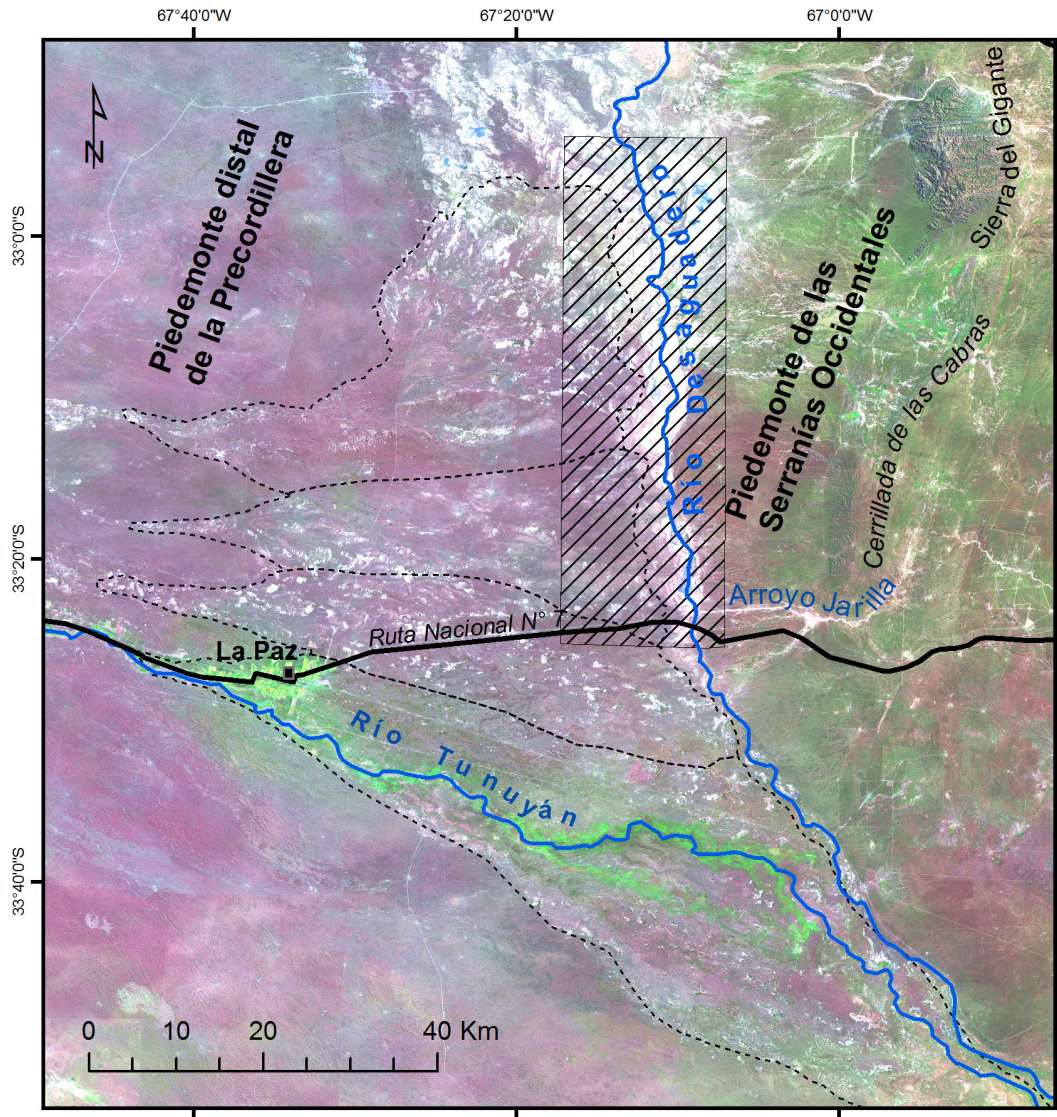 67°40'0"W
67°20'0"W
67°0'0"W
N
Piedemonte distal
de la Precordillera
Río Desaguadero
Piedemonte de las
Serranías Occidentales
Sierra del Gigante
Cerrillada de las Cabras
33°0'0"S
33°20'0"S
33°40'0"S
Arroyo Jarilla
Ruta Nacional N° 7
La Paz
Río Tunuyán
0 10 20 40 Km